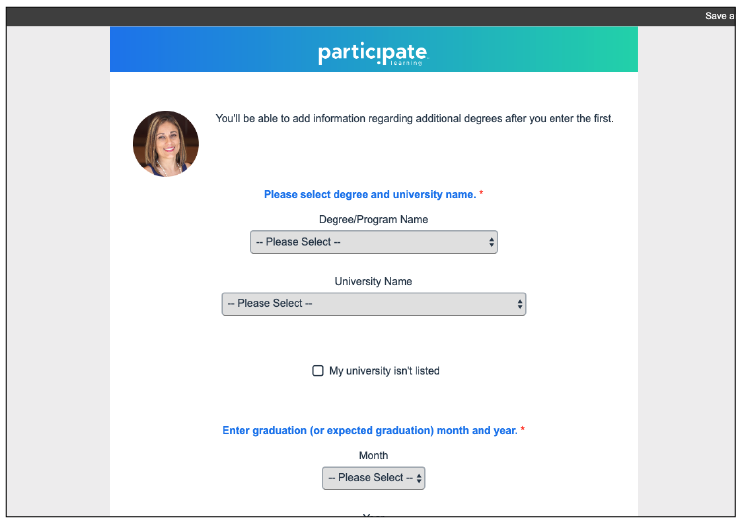 Save a
participate
learning
You'll be able to add information regarding additional degrees after you enter the first.
Please select degree and university name. *
Degree/Program Name
-- Please Select --
University Name
-- Please Select --
My university isn't listed
Enter graduation (or expected graduation) month and year. *
Month
-- Please Select --